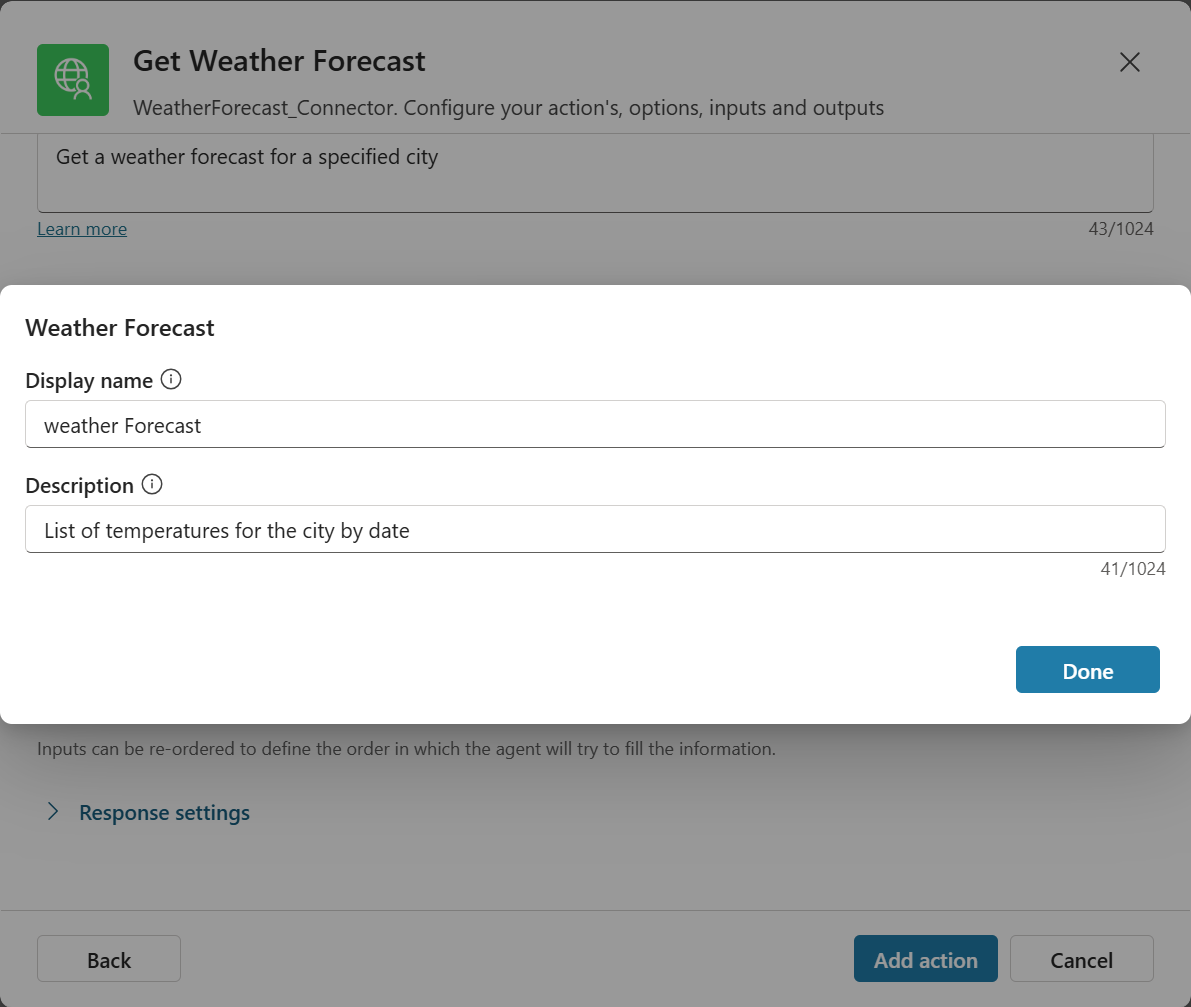 Get Weather Forecast
WeatherForecast_Connector. Configure your action's, options, inputs and outputs
Get a weather forecast for a specified city
Learn more
43/1024
Weather Forecast
Display name
weather Forecast
Description
List of temperatures for the city by date
41/1024
Done
Inputs can be re-ordered to define the order in which the agent will try to fill the information.
Response settings
Back
Add action
Cancel